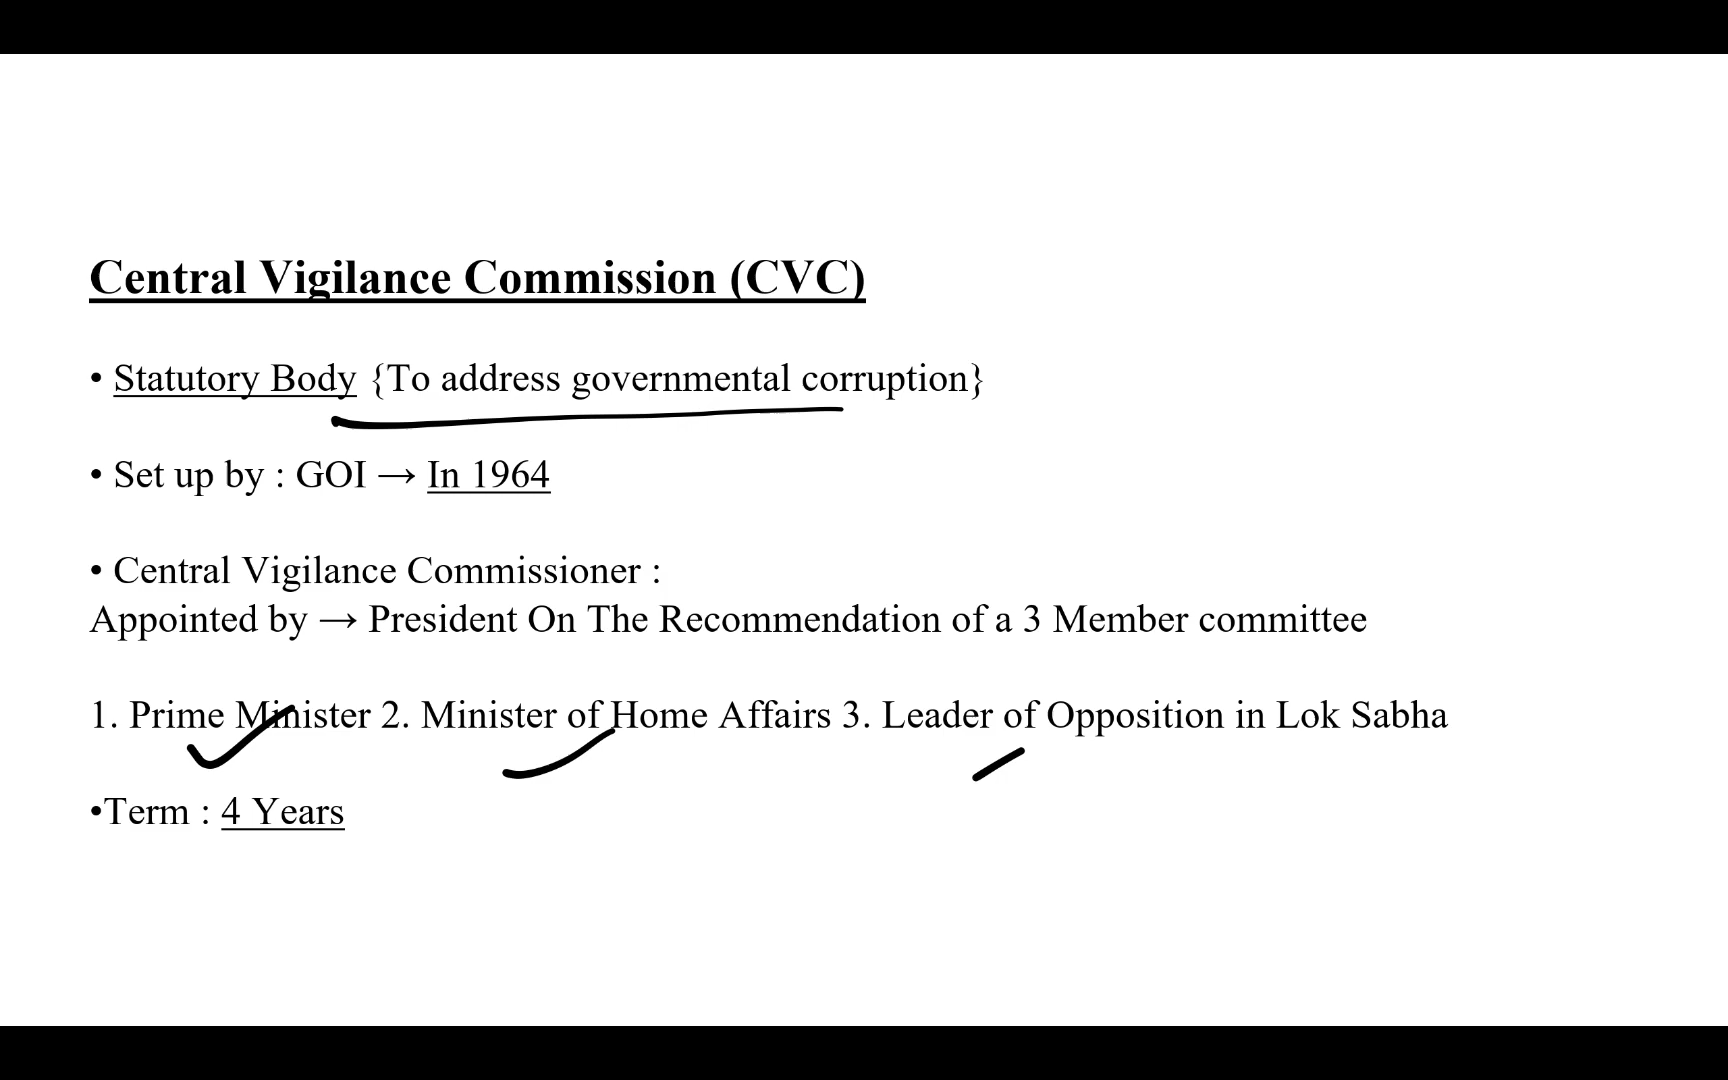 Central Vigilance Commission (CVC)
• Statutory Body {To address governmental corruption}
• Set up by : GOI → In 1964
• Central Vigilance Commissioner :
Appointed by → President On The Recommendation of a 3 Member committee
1. Prime Minister 2. Minister of Home Affairs 3. Leader of Opposition in Lok Sabha
•Term : 4 Years